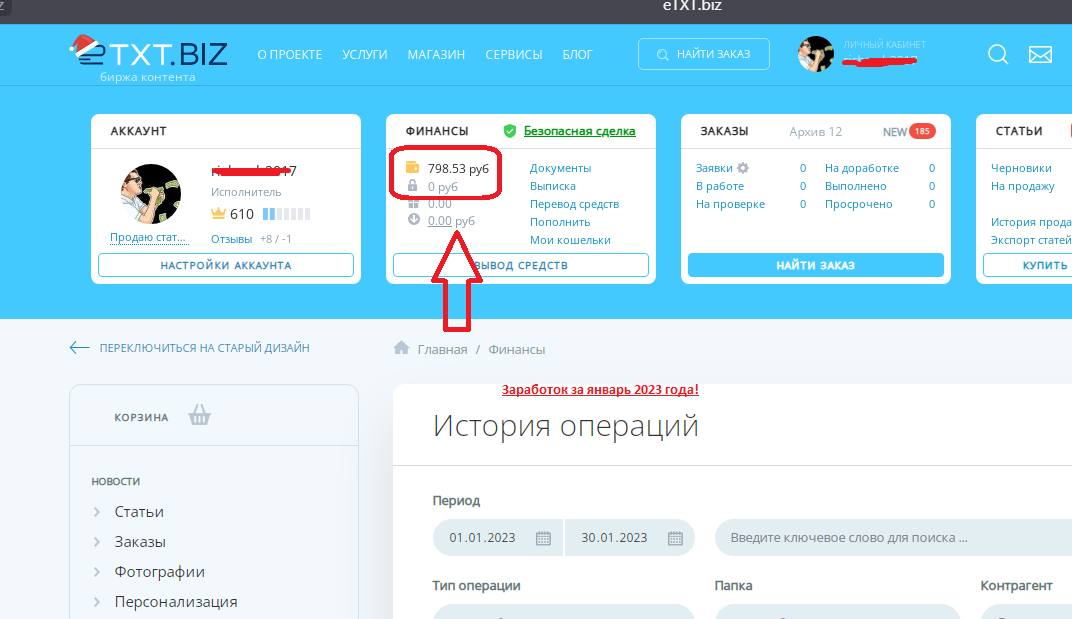 eTXT.biz
eTXT.BIZ
биржа контента
О ПРОЕКТЕ УСЛУГИ МАГАЗИН СЕРВИСЫ БЛОГ
НАЙТИ ЗАКАЗ
ЛИЧНЫЙ КАБИНЕТ
АККАУНТ
Исполнитель
610
Продаю стат...
Отзывы +8 / -1
НАСТРОЙКИ АККАУНТА
ФИНАНСЫ Безопасная сделка
798.53 руб Документы
0 руб Выписка
0.00 Перевод средств
0.00 руб Пополнить
Мои кошельки
ВЫВОД СРЕДСТВ
ЗАКАЗЫ Архив 12 NEW 185
Заявки 0 На доработке 0
В работе 0 Выполнено 0
На проверке 0 Просрочено 0
НАЙТИ ЗАКАЗ
СТАТЬИ
Черновики
На продажу
История прода
Экспорт статей
КУПИТЬ
ПЕРЕКЛЮЧИТЬСЯ НА СТАРЫЙ ДИЗАЙН
Главная / Финансы
КОРЗИНА
НОВОСТИ
Статьи
Заказы
Фотографии
Персонализация
Заработок за январь 2023 года!
История операций
Период
01.01.2023 30.01.2023 Введите ключевое слово для поиска ...
Тип операции Папка Контрагент